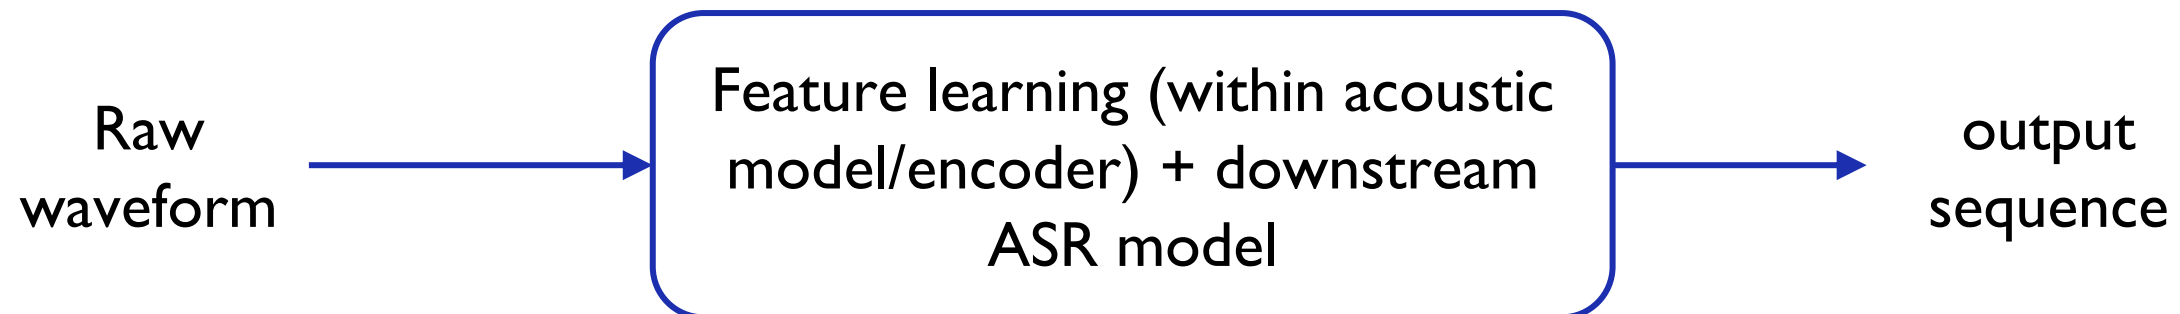 Raw
waveform
Feature learning (within acoustic
model/encoder) + downstream
ASR model
output
sequence